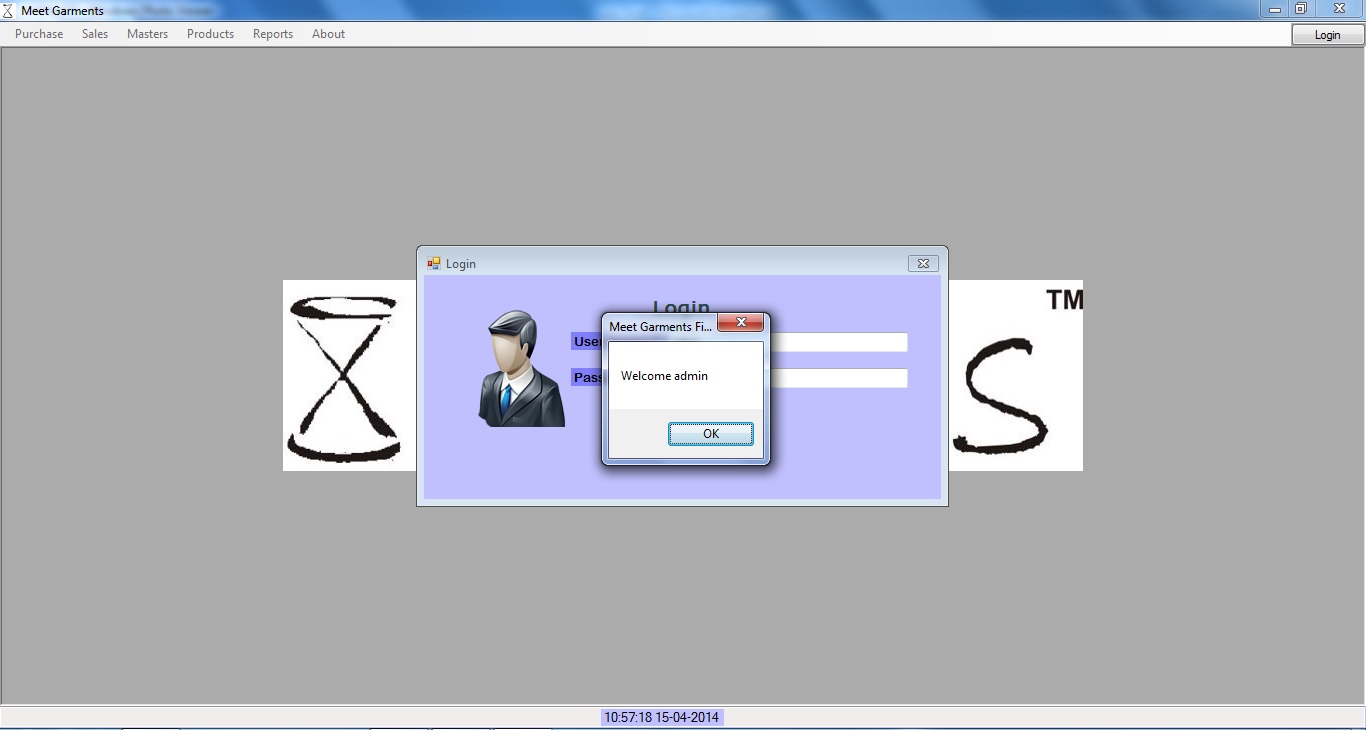 Meet Garments
Purchase Sales Masters Products Reports About Login
Login
TM
Login
Meet Garments Fi...
User
Pass
Welcome admin
OK
S
10:57:18 15-04-2014